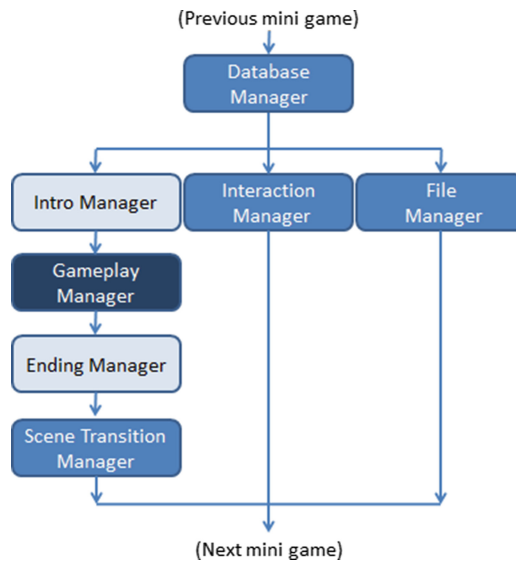 (Previous mini game)
Database
Manager
Intro Manager
Interaction
Manager
File
Manager
Gameplay
Manager
Ending Manager
Scene Transition
Manager
(Next mini game)